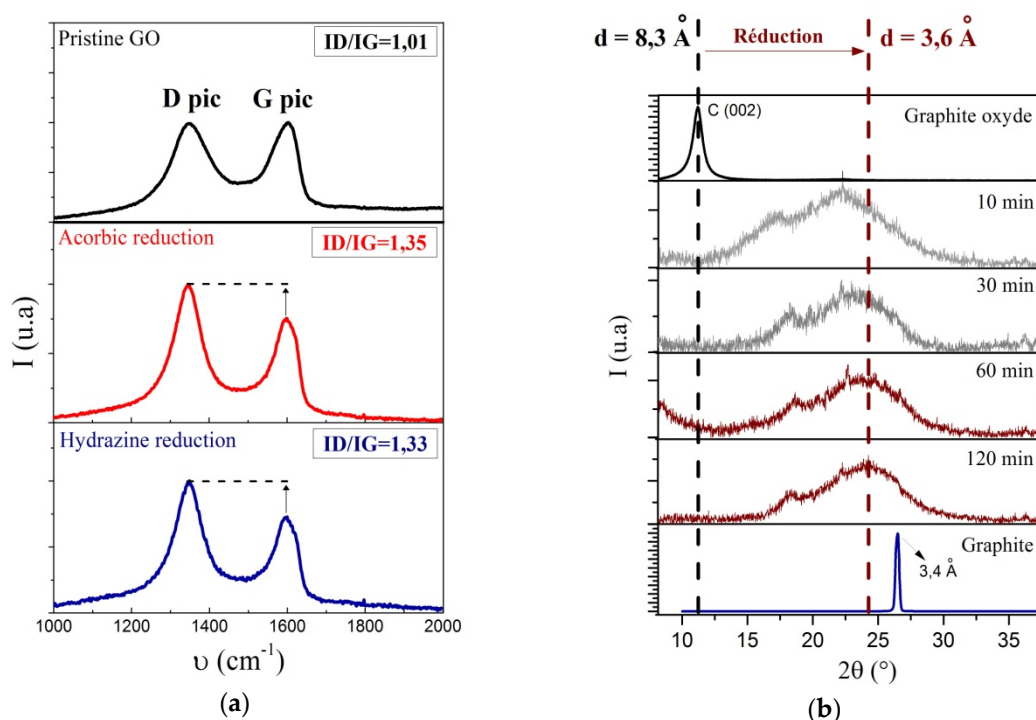 Pristine GO
ID/IG=1,01
D pic
G pic
Acorbic reduction
ID/IG=1,35
Hydrazine reduction
ID/IG=1,33
I (u.a)
1000 1200 1400 1600 1800 2000
υ (cm-1)
(a)
d = 8,3 Å
Réduction
d = 3,6 Å
C (002)
Graphite oxyde
10 min
30 min
60 min
120 min
Graphite
3,4 Å
I (u.a)
10 15 20 25 30 35
2θ (°)
(b)